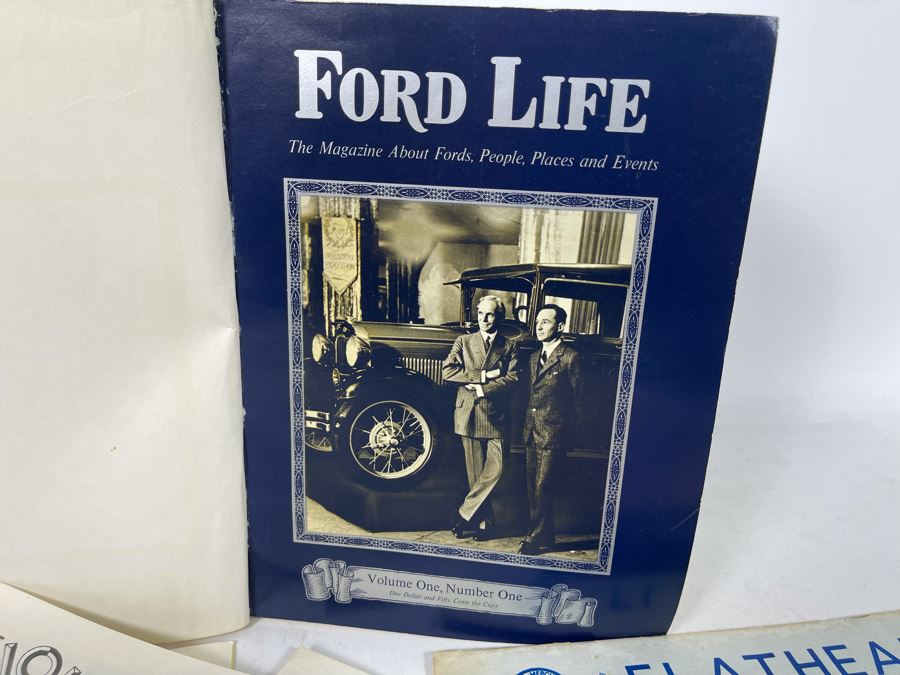 FORD LIFE
The Magazine About Fords, People, Places and Events
Volume One, Number One
One Dollar and Fifty Cents the Copy
FLATHEA